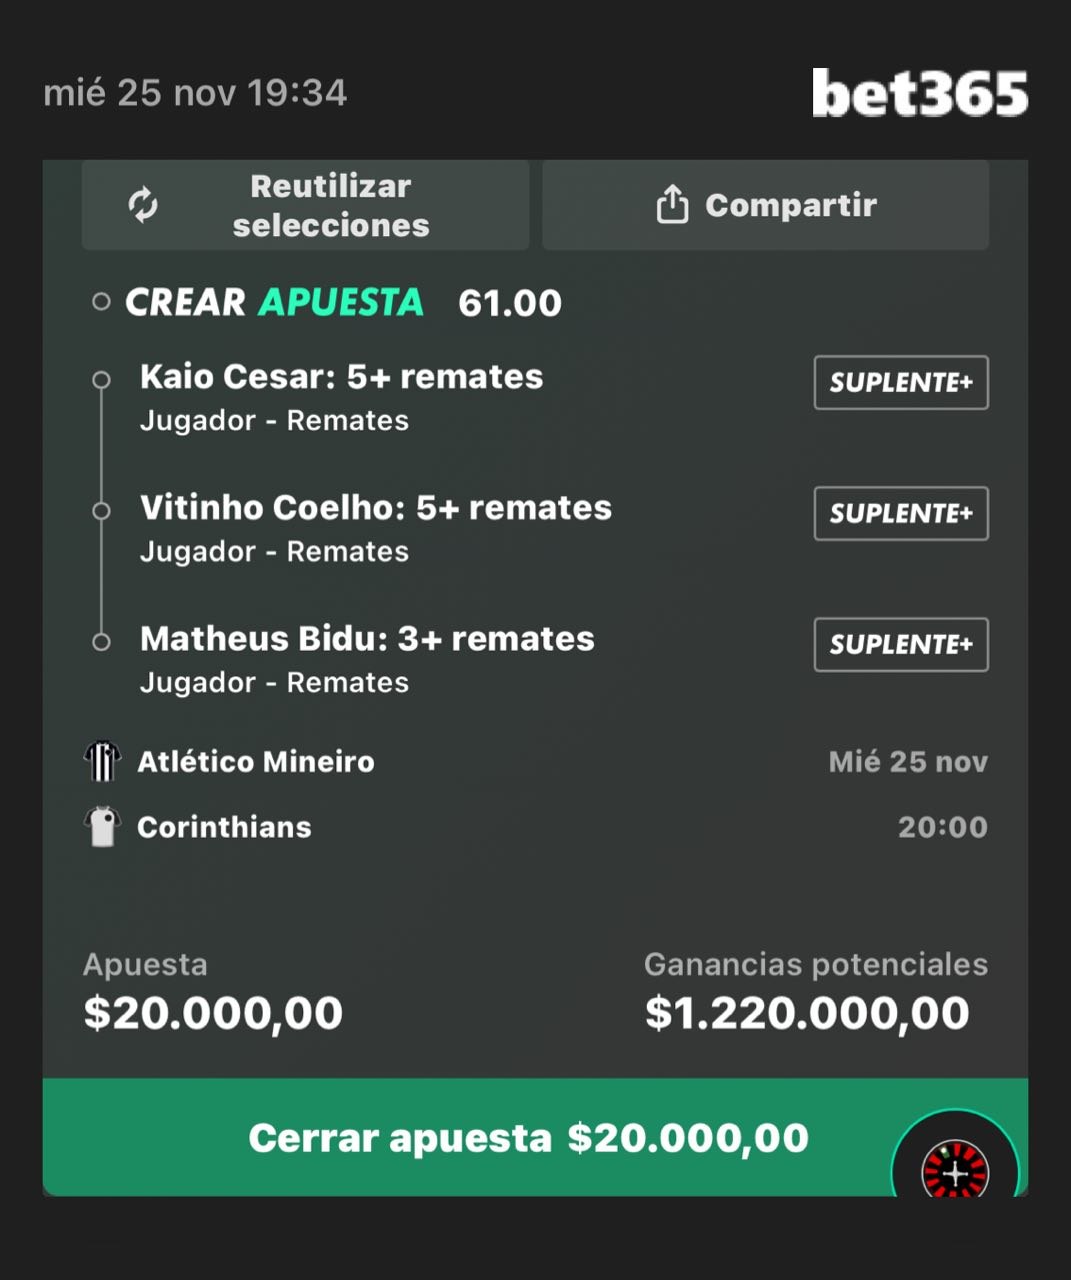 mié 25 nov 19:34
bet365
Reutilizar
selecciones
Compartir
CREAR APUESTA 61.00
Kaio Cesar: 5+ remates
SUPLENTE+
Jugador - Remates
Vitinho Coelho: 5+ remates
SUPLENTE+
Jugador - Remates
Matheus Bidu: 3+ remates
SUPLENTE+
Jugador - Remates
Atlético Mineiro
Mié 25 nov
Corinthians
20:00
Apuesta
Ganancias potenciales
$20.000,00
$1.220.000,00
Cerrar apuesta $20.000,00